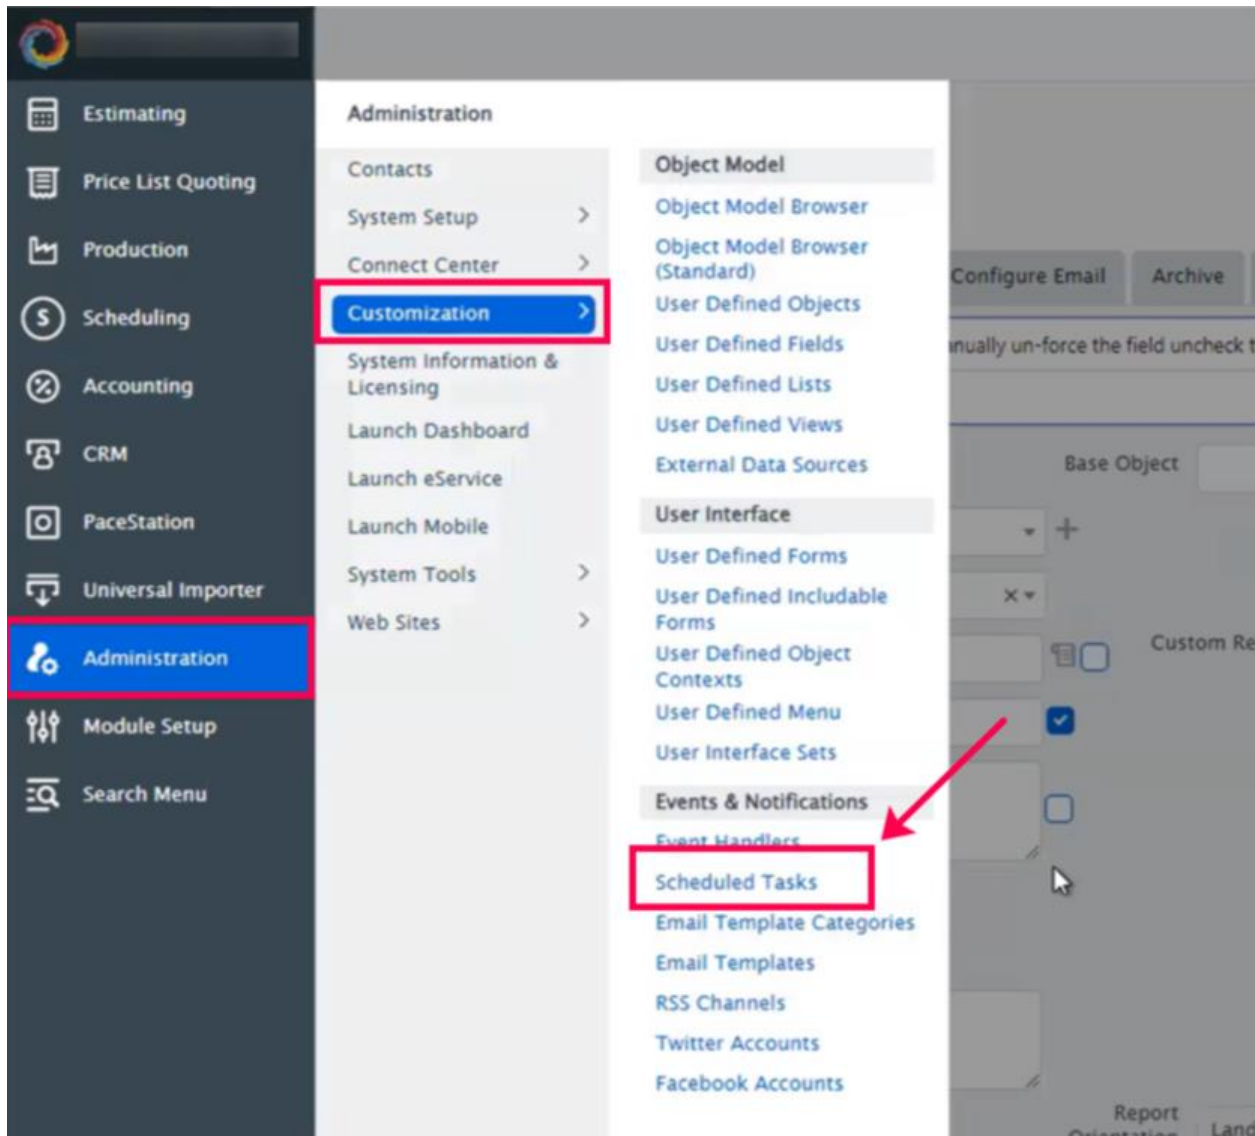 Estimating
Price List Quoting
Production
Scheduling
Accounting
CRM
PaceStation
Universal Importer
Administration
Module Setup
Search Menu
Administration
Contacts
System Setup
Connect Center
Customization
System Information &
Licensing
Launch Dashboard
Launch eService
Launch Mobile
System Tools
Web Sites
Object Model
Object Model Browser
Object Model Browser
(Standard)
User Defined Objects
User Defined Fields
User Defined Lists
User Defined Views
External Data Sources
User Interface
User Defined Forms
User Defined Includable
Forms
User Defined Object
Contexts
User Defined Menu
User Interface Sets
Events & Notifications
Event Handlers
Scheduled Tasks
Email Template Categories
Email Templates
RSS Channels
Twitter Accounts
Facebook Accounts
Configure Email
Archive
un-force the field uncheck
Base Object
Custom
Report